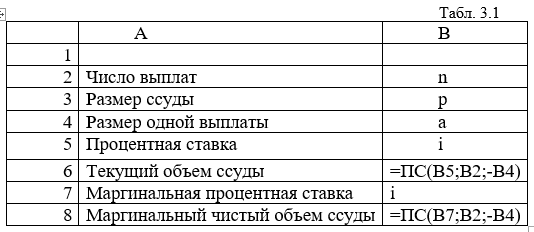 Табл. 3.1
A B
1
2 Число выплат n
3 Размер ссуды p
4 Размер одной выплаты a
5 Процентная ставка i
6 Текущий объем ссуды =ПС(B5;B2;-B4)
7 Маргинальная процентная ставка i
8 Маргинальный чистый объем ссуды =ПС(B7;B2;-B4)